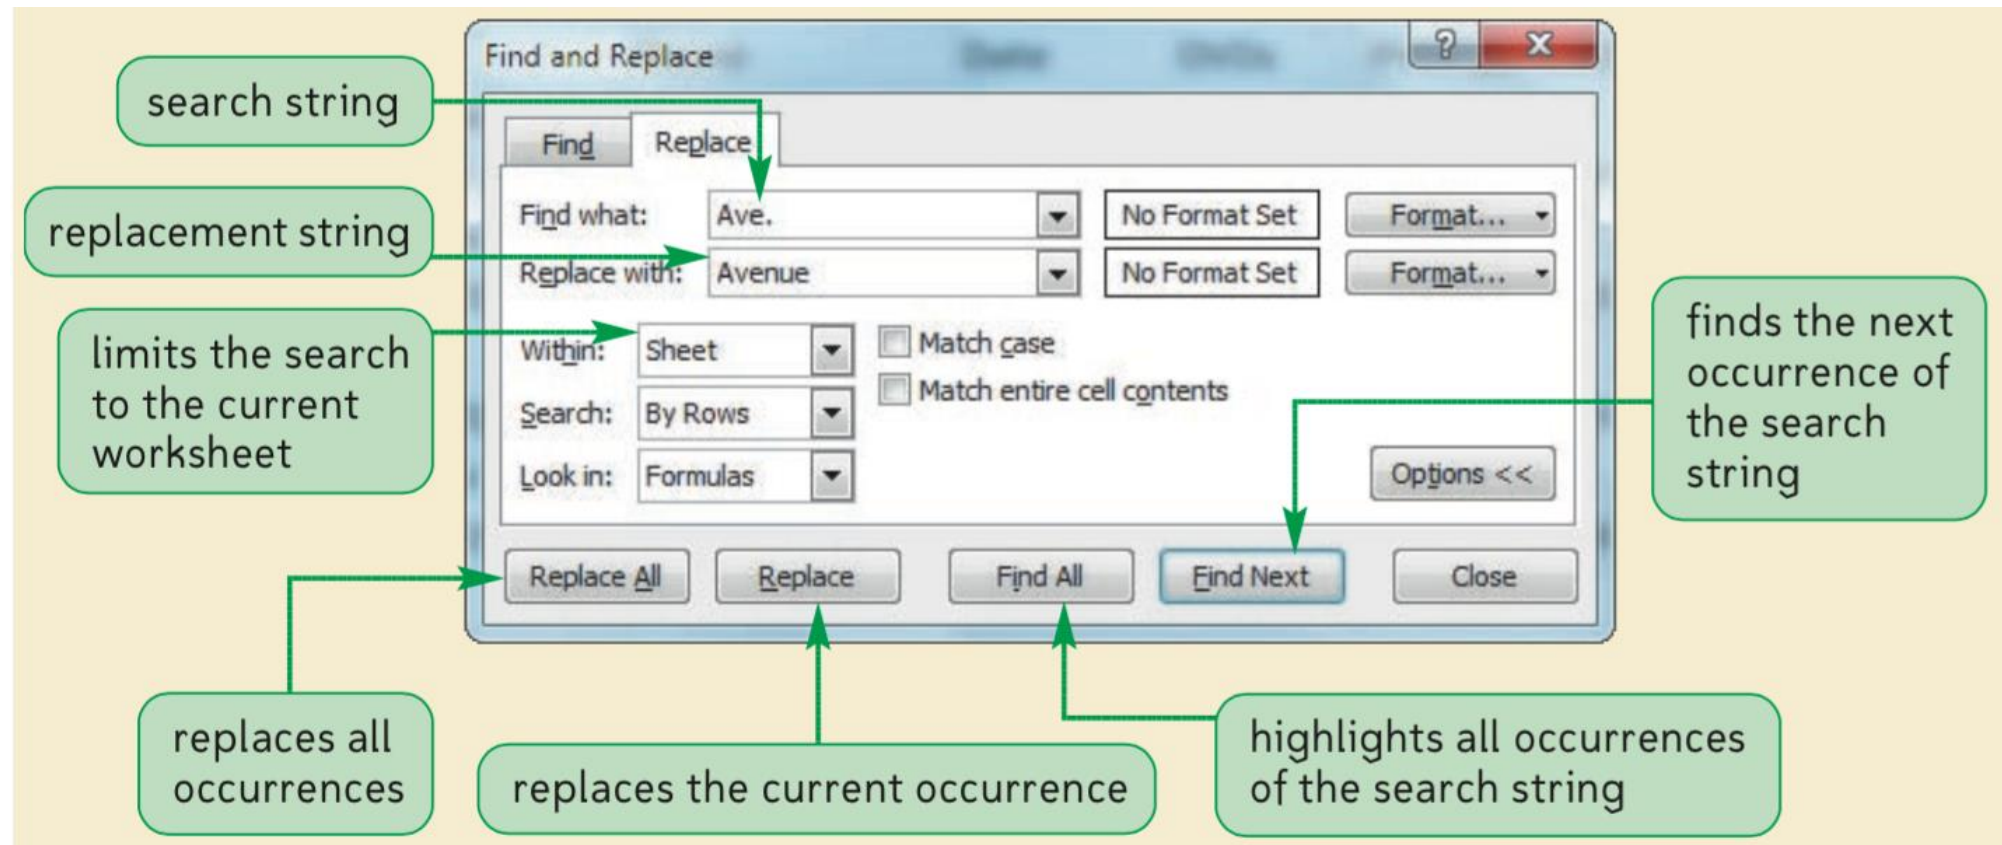 Find and Replace
?
X
search string
Find
Replace
replacement string
Find what:
Ave.
No Format Set
Format...
Replace with:
Avenue
No Format Set
Format...
limits the search
to the current
worksheet
Within:
Sheet
Match case
Search:
By Rows
Match entire cell contents
Look in:
Formulas
Options <<
finds the next
occurrence of
the search
string
Replace All
Replace
Find All
Find Next
Close
replaces all
occurrences
replaces the current occurrence
highlights all occurrences
of the search string